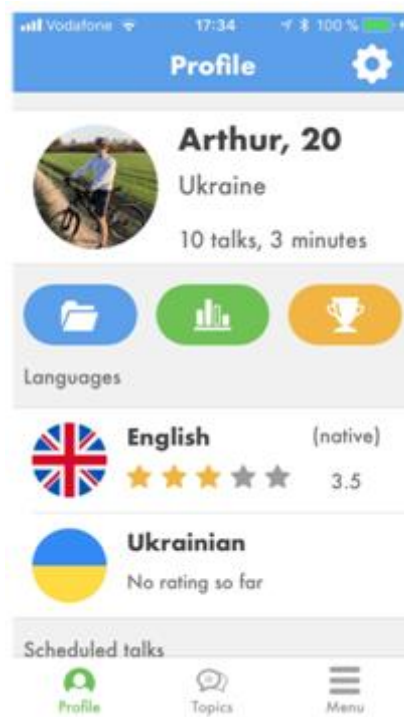 Vodafone 17:34 100 %
Profile
Arthur, 20
Ukraine
10 talks, 3 minutes
Languages
English (native)
3.5
Ukrainian
No rating so far
Scheduled talks
Profile Topics Menu